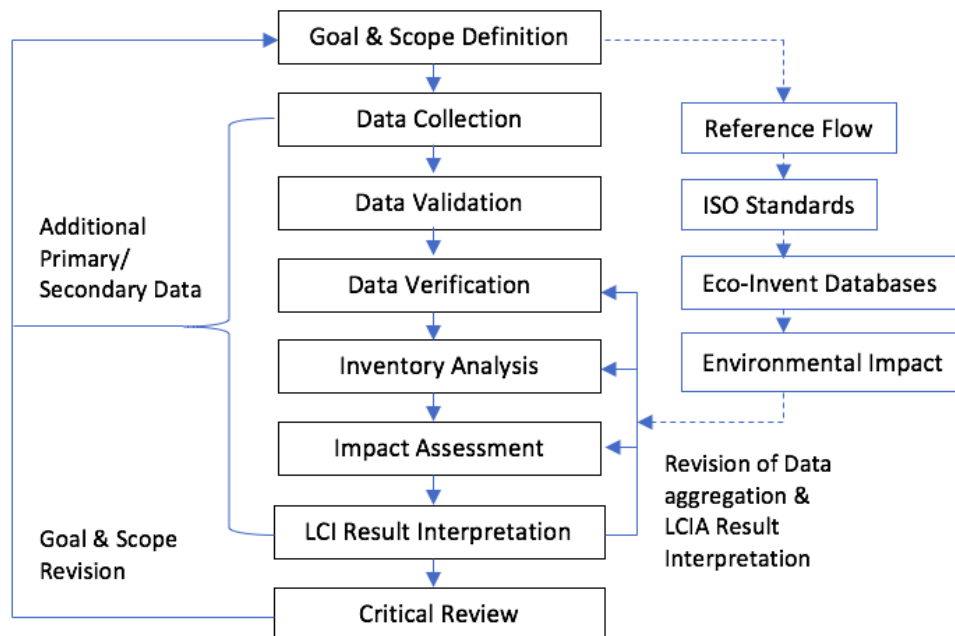 Goal & Scope Definition
Data Collection
Data Validation
Data Verification
Inventory Analysis
Impact Assessment
LCI Result Interpretation
Critical Review
Reference Flow
ISO Standards
Eco-Invent Databases
Environmental Impact
Additional
Primary/
Secondary Data
Goal & Scope
Revision
Revision of Data
aggregation &
LCIA Result
Interpretation